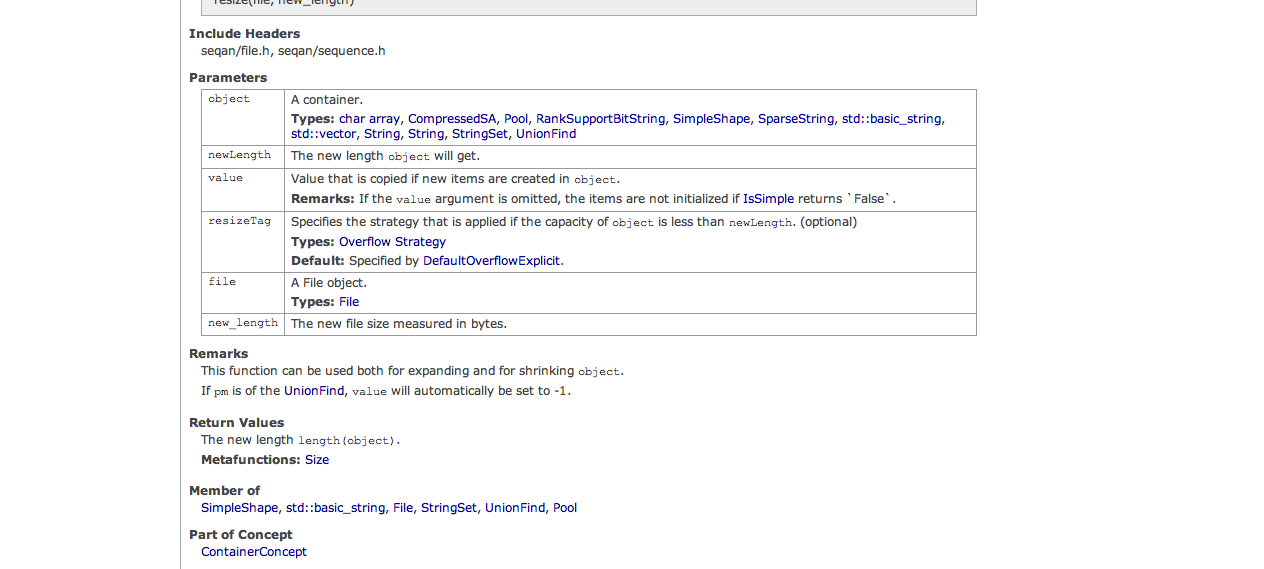 resize(file, new_length)
Include Headers
seqan/file.h, seqan/sequence.h
Parameters
object
A container.
Types: char array, CompressedSA, Pool, RankSupportBitString, SimpleShape, SparseString, std::basic_string,
std::vector, String, String, StringSet, UnionFind
newLength
The new length object will get.
value
Value that is copied if new items are created in object.
Remarks: If the value argument is omitted, the items are not initialized if IsSimple returns `False`.
resizeTag
Specifies the strategy that is applied if the capacity of object is less than newLength. (optional)
Types: Overflow Strategy
Default: Specified by DefaultOverflowExplicit.
file
A File object.
Types: File
new_length
The new file size measured in bytes.
Remarks
This function can be used both for expanding and for shrinking object.
If pm is of the UnionFind, value will automatically be set to -1.
Return Values
The new length length(object).
Metafunctions: Size
Member of
SimpleShape, std::basic_string, File, StringSet, UnionFind, Pool
Part of Concept
ContainerConcept